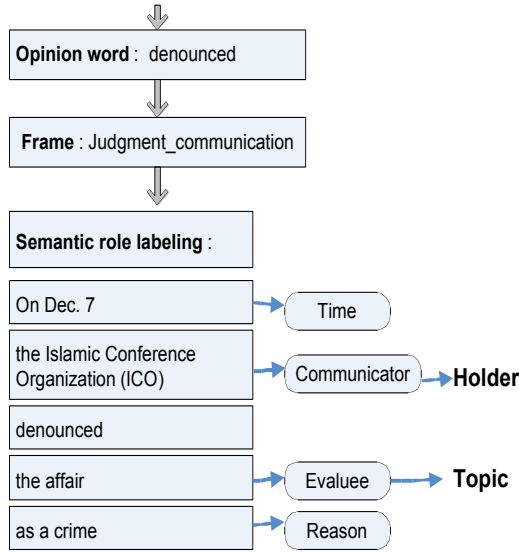 Opinion word : denounced
Frame : Judgment_communication
Semantic role labeling :
On Dec. 7
Time
the Islamic Conference
Organization (ICO)
Communicator
Holder
denounced
the affair
Evaluee
Topic
as a crime
Reason